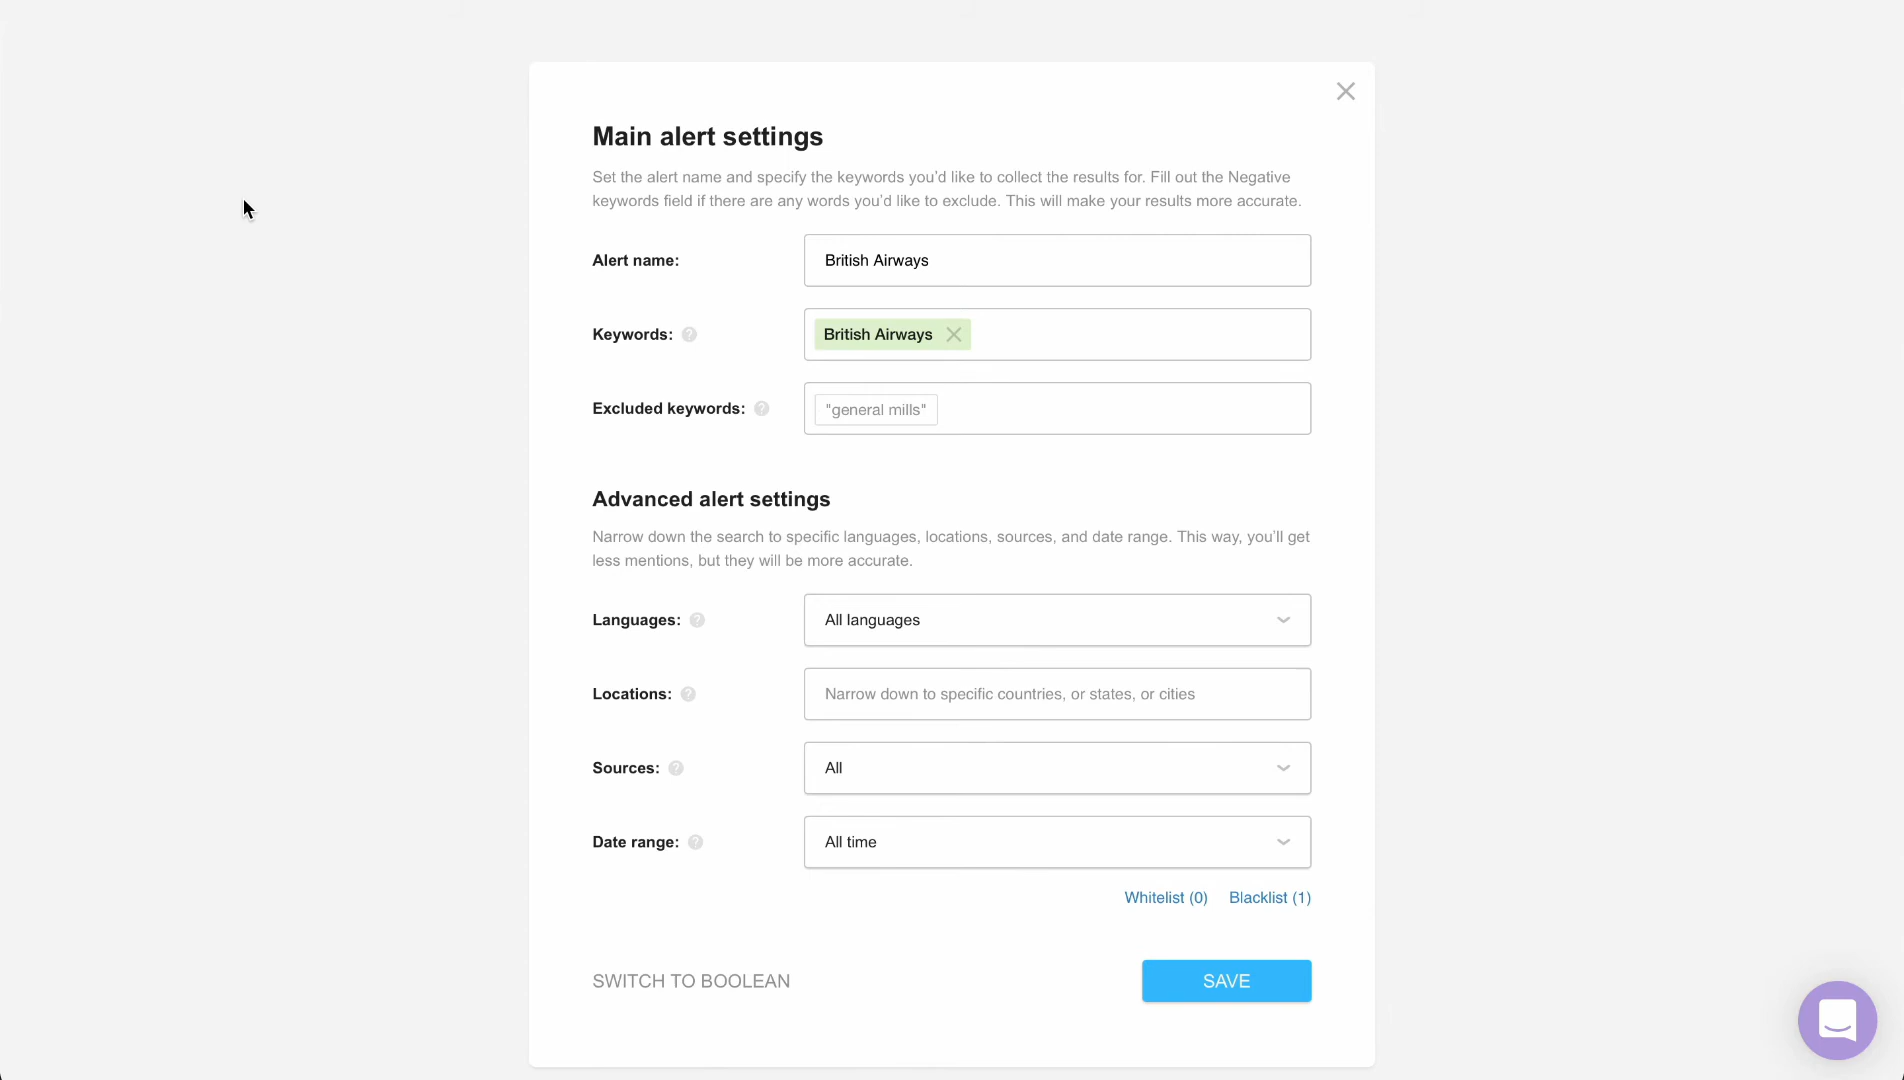 Main alert settings
Set the alert name and specify the keywords you'd like to collect the results for. Fill out the Negative
keywords field if there are any words you'd like to exclude. This will make your results more accurate.
Alert name:
British Airways
Keywords: ?
British Airways
Excluded keywords: ?
"general mills"
Advanced alert settings
Narrow down the search to specific languages, locations, sources, and date range. This way, you'll get
less mentions, but they will be more accurate.
Languages: ?
All languages
Locations: ?
Narrow down to specific countries, or states, or cities
Sources: ?
All
Date range: ?
All time
Whitelist (0) Blacklist (1)
SWITCH TO BOOLEAN
SAVE